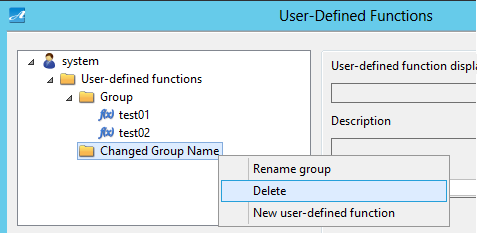 User-Defined Functions
system
User-defined functions
Group
f(x) test01
f(x) test02
Changed Group Name
User-defined function displa
Description
Rename group
Delete
New user-defined function